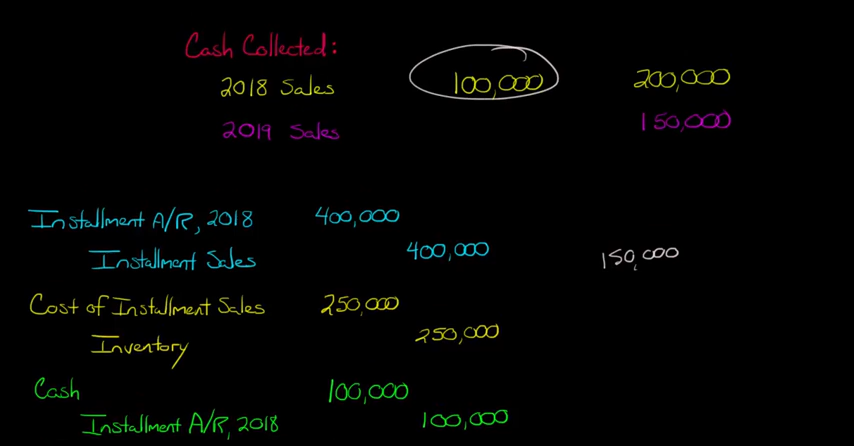 Cash Collected:
2018 Sales 100,000 200,000
2019 Sales 150,000
Installment A/R, 2018 400,000
Installment Sales 400,000 150,000
Cost of Installment Sales 250,000
Inventory 250,000
Cash 100,000
Installment A/R, 2018 100,000